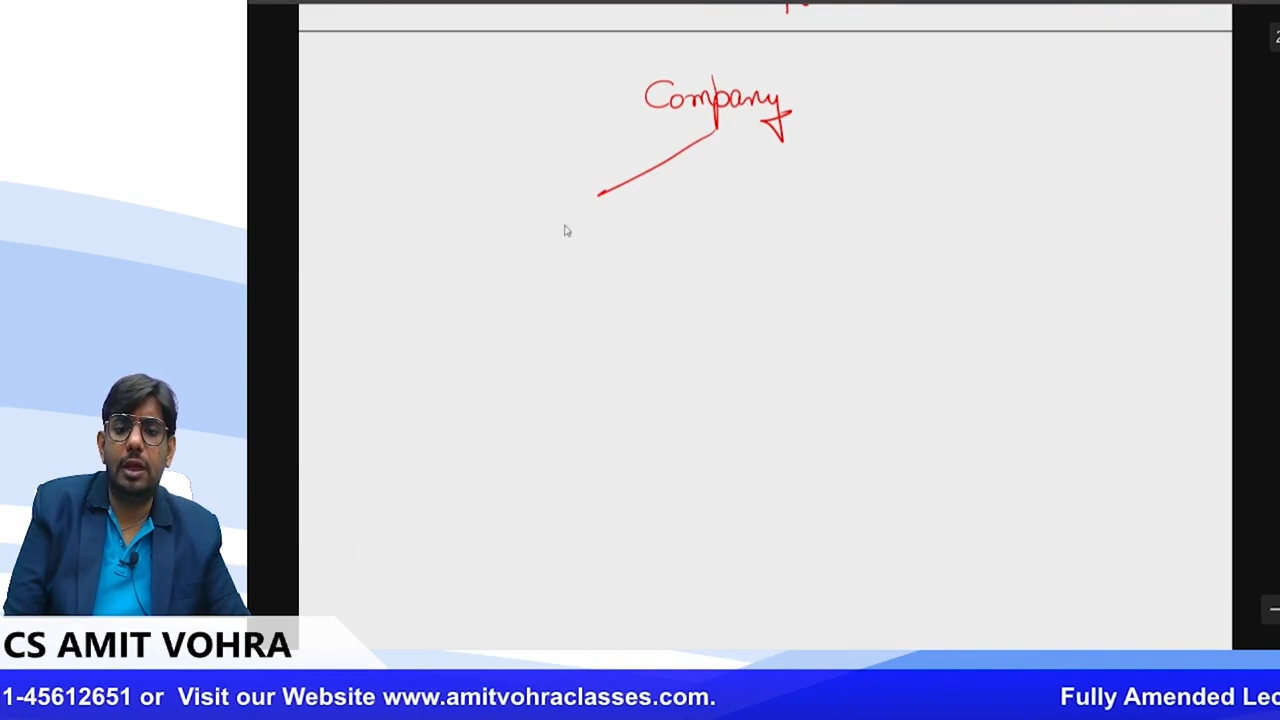 Company
CS AMIT VOHRA
1-45612651 or Visit our Website www.amitvohraclasses.com.
Fully Amended Lec